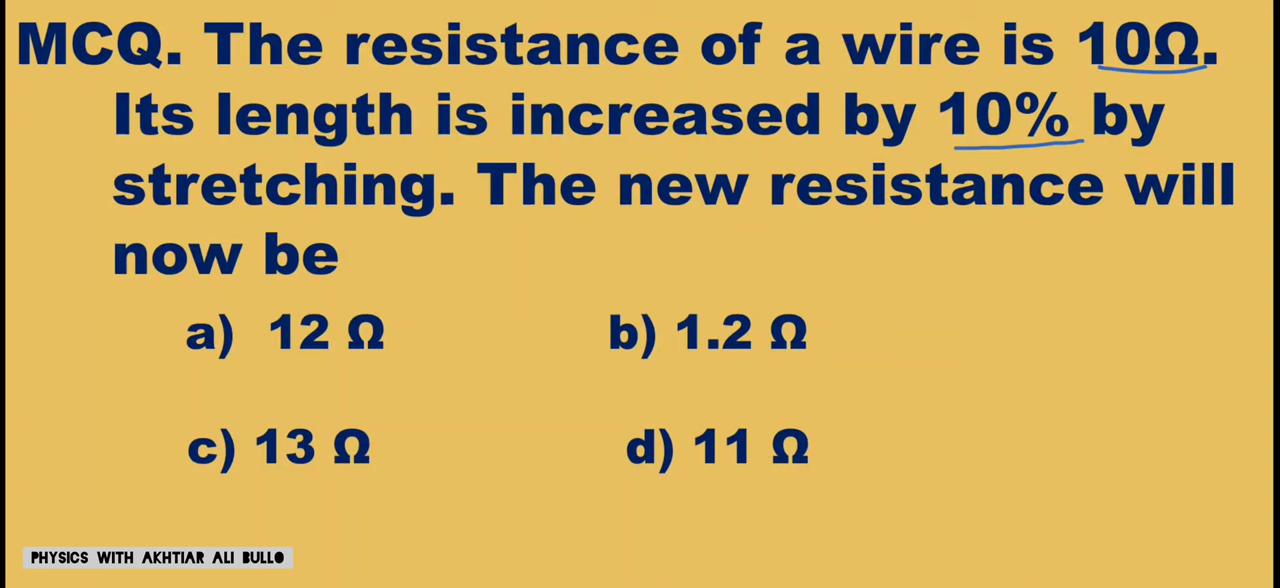 MCQ. The resistance of a wire is 10Ω.
Its length is increased by 10% by
stretching. The new resistance will
now be
a) 12 Ω b) 1.2 Ω
c) 13 Ω d) 11 Ω
PHYSICS WITH AKHTIAR ALI BULLO